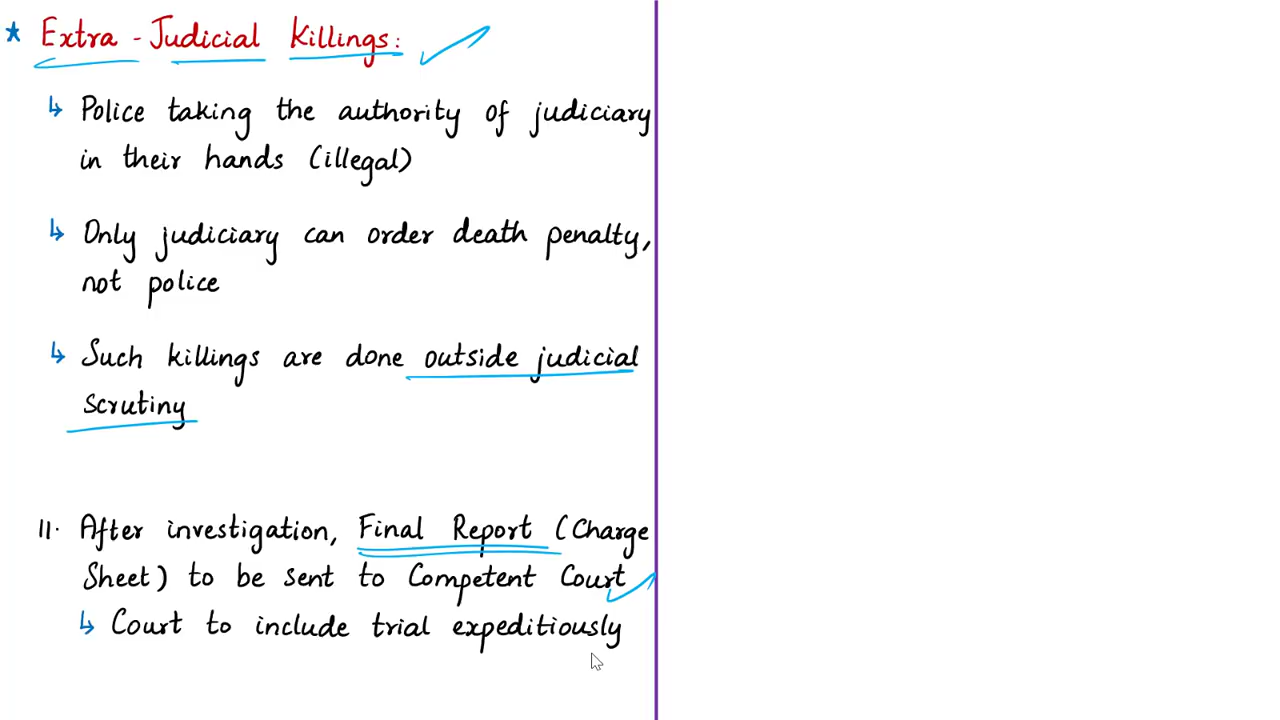 * Extra - Judicial Killings:
↳ Police taking the authority of judiciary
in their hands (illegal)
↳ Only judiciary can order death penalty,
not police
↳ Such killings are done outside judicial
scrutiny
11. After investigation, Final Report (Charge
Sheet) to be sent to Competent Court
↳ Court to include trial expeditiously